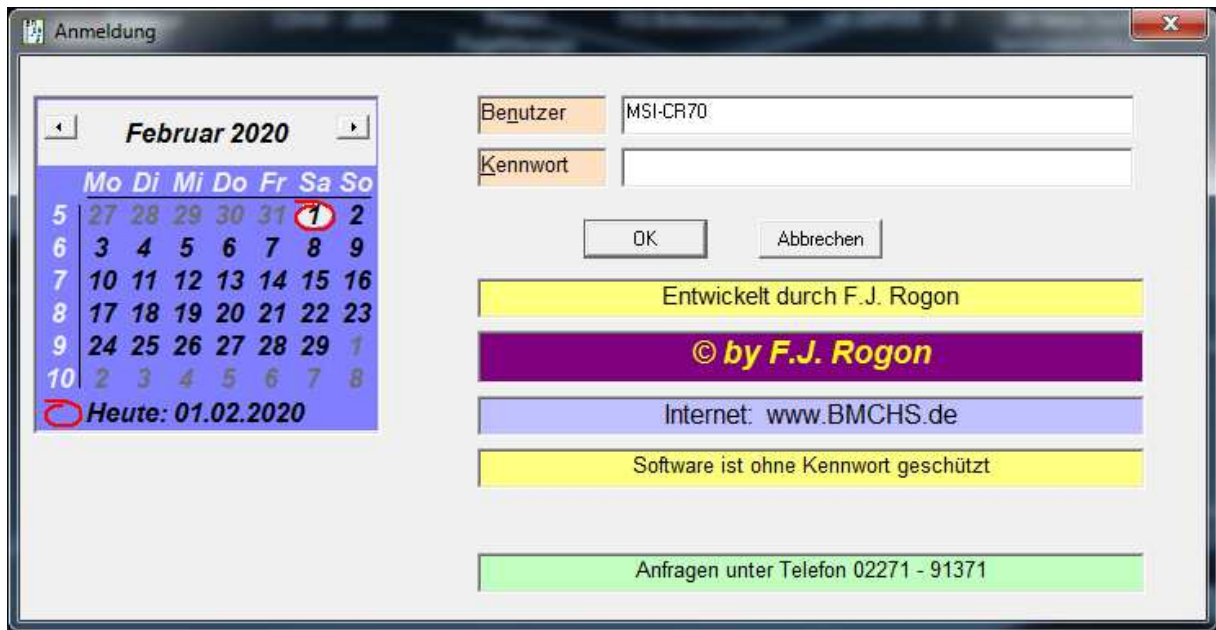 Anmeldung
Februar 2020
Mo Di Mi Do Fr Sa So
5 27 28 29 30 31 1 2
6 3 4 5 6 7 8 9
7 10 11 12 13 14 15 16
8 17 18 19 20 21 22 23
9 24 25 26 27 28 29 1
10 2 3 4 5 6 7 8
Heute: 01.02.2020
Benutzer MSI-CR70
Kennwort
OK Abbrechen
Entwickelt durch F.J. Rogon
© by F.J. Rogon
Internet: www.BMCHS.de
Software ist ohne Kennwort geschützt
Anfragen unter Telefon 02271 - 91371